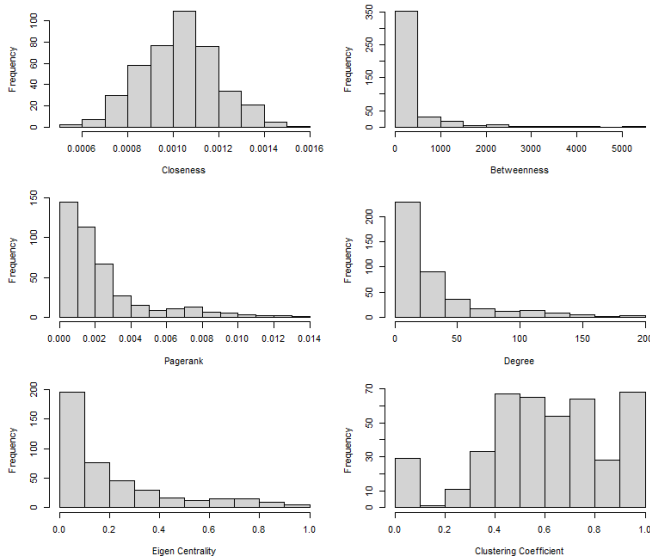 Frequency
0 20 40 60 80 100
0.0006 0.0008 0.0010 0.0012 0.0014 0.0016
Closeness
Frequency
0 50 150 250 350
0 1000 2000 3000 4000 5000
Betweenness
Frequency
0 50 100 150
0.000 0.002 0.004 0.006 0.008 0.010 0.012 0.014
Pagerank
Frequency
0 50 100 150 200
0 50 100 150 200
Degree
Frequency
0 50 100 150 200
0.0 0.2 0.4 0.6 0.8 1.0
Eigen Centrality
Frequency
0 10 30 50 70
0.0 0.2 0.4 0.6 0.8 1.0
Clustering Coefficient